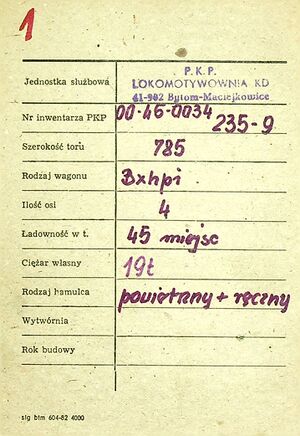 1
Jednostka służbowa
P.K.P.
LOKOMOTYWOWNIA KD
41-902 Bytom-Maciejkowice
Nr inwentarza PKP 00-46-0034
235-9
Szerokość toru 785
Rodzaj wagonu Bxhpi
Ilość osi 4
Ładowność w t. 45 miejsc
Ciężar własny 19t
Rodzaj hamulca powietrzny + ręczny
Wytwórnia
Rok budowy
slg btm 604-82 4000